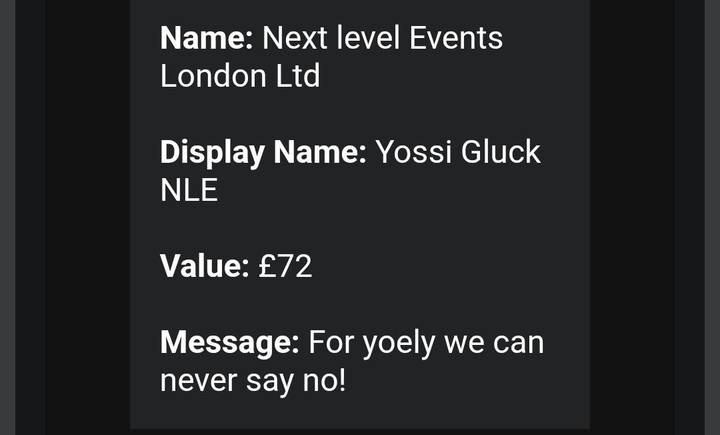 Name: Next level Events
London Ltd
Display Name: Yossi Gluck
NLE
Value: £72
Message: For yoely we can
never say no!